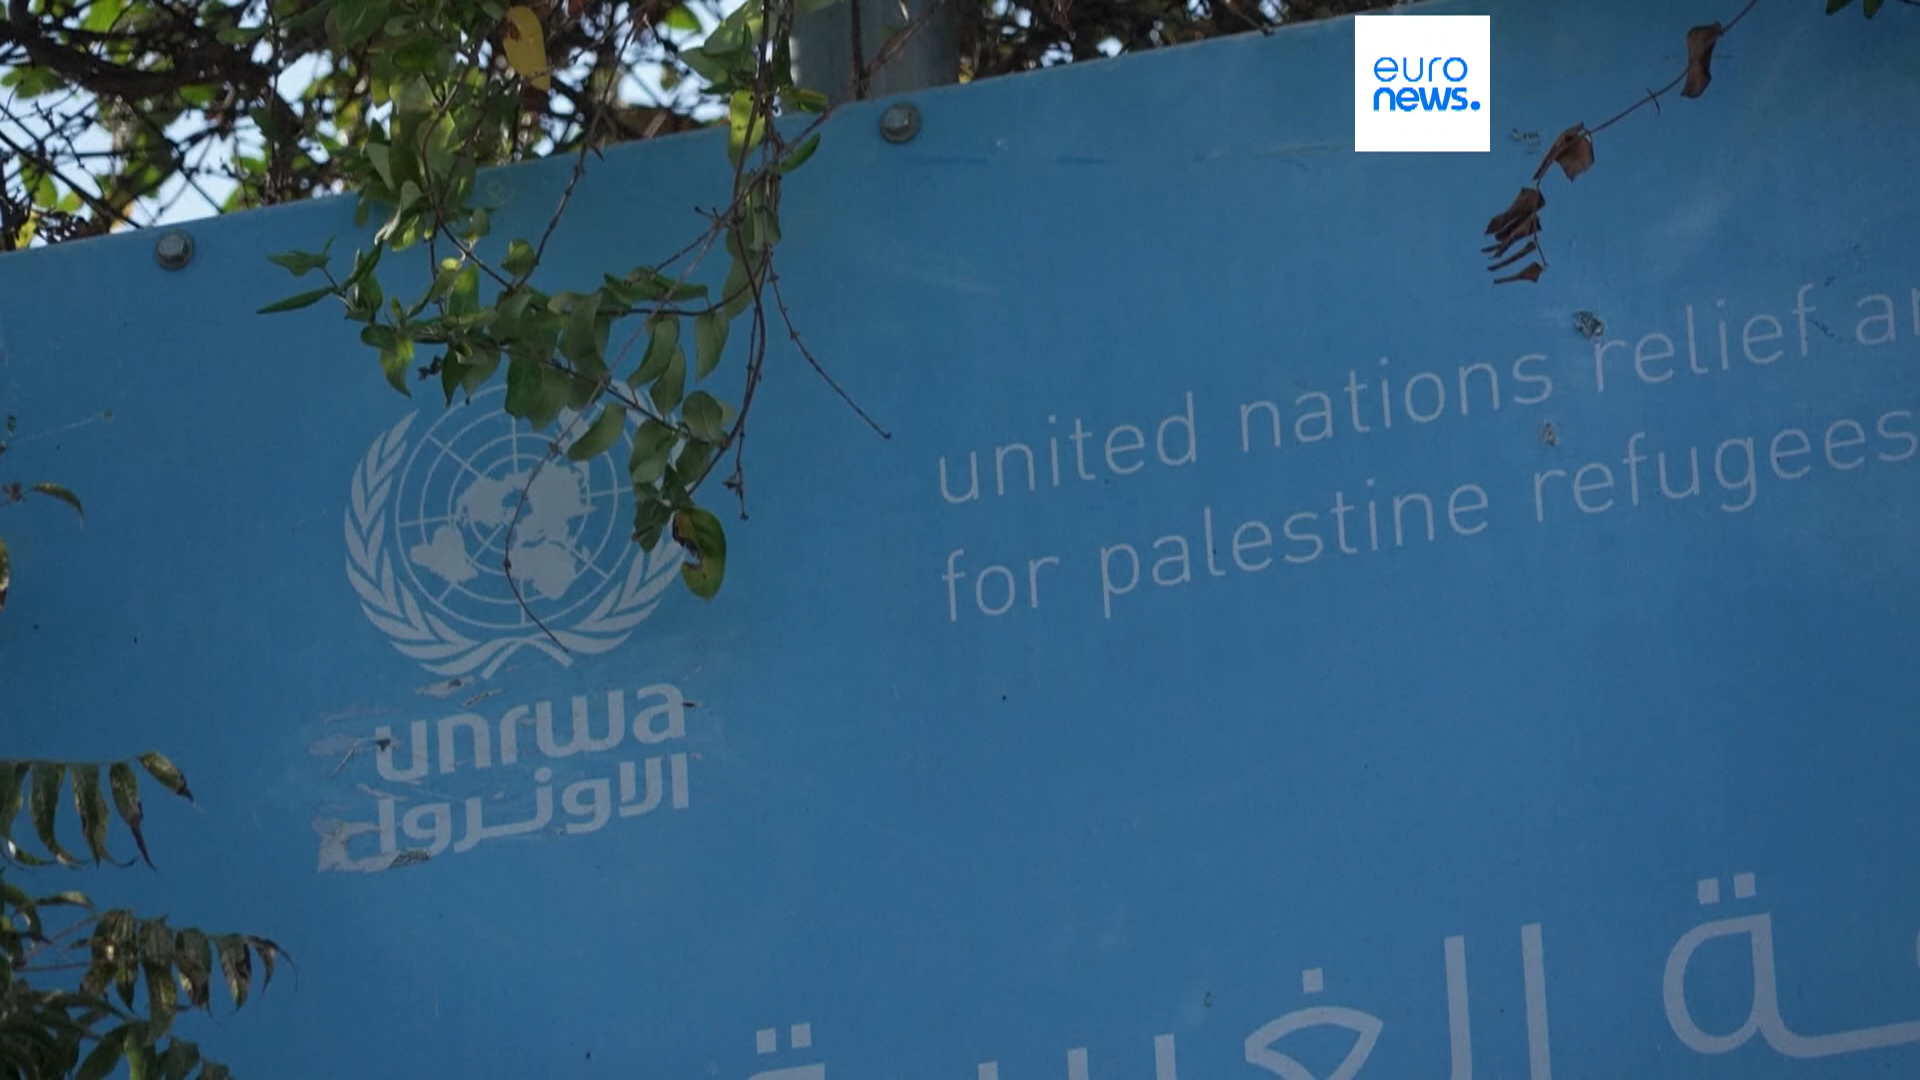 euro
news.
united nations relief
for palestine refugees
unrwa
الاونروا